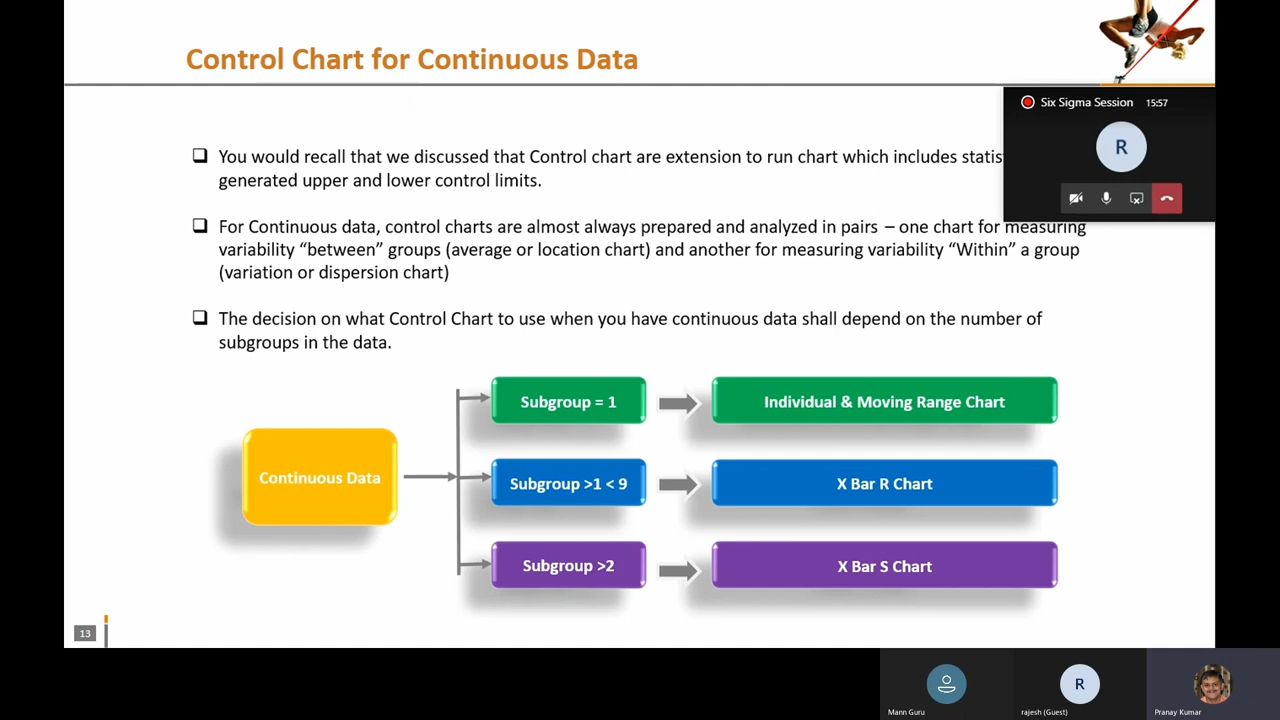 Control Chart for Continuous Data
Six Sigma Session 15:57
R
❑ You would recall that we discussed that Control chart are extension to run chart which includes
generated upper and lower control limits.
❑ For Continuous data, control charts are almost always prepared and analyzed in pairs – one chart for measuring
variability “between” groups (average or location chart) and another for measuring variability “Within” a group
(variation or dispersion chart)
❑ The decision on what Control Chart to use when you have continuous data shall depend on the number of
subgroups in the data.
Continuous Data
Subgroup = 1
Individual & Moving Range Chart
Subgroup >1 < 9
X Bar R Chart
Subgroup >2
X Bar S Chart
13
R
Mann Guru
rajesh (Guest)
Pranay Kumar